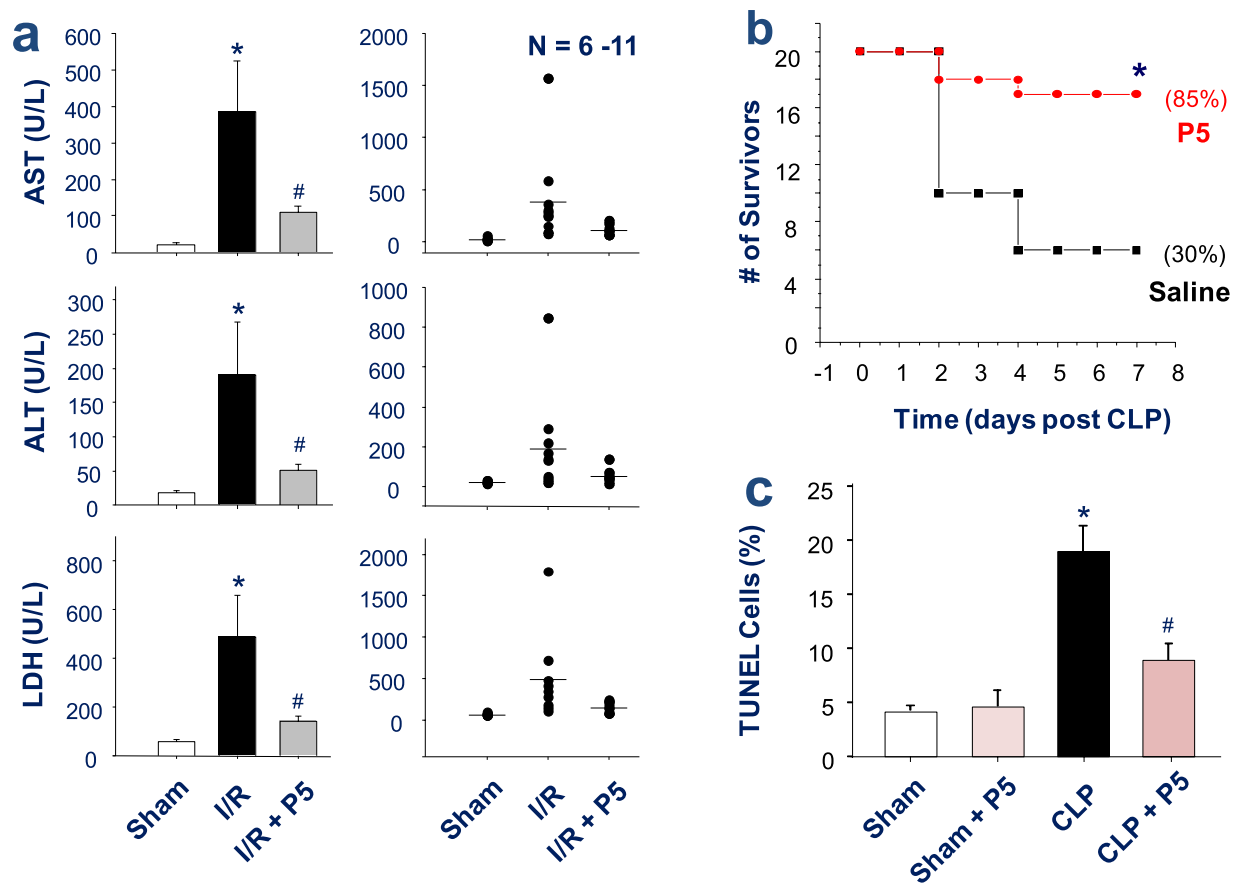 a
AST (U/L)
600
500
400
300
200
100
0
*
#
2000
1500
1000
500
0
N = 6 -11
ALT (U/L)
300
250
200
150
100
50
0
*
#
1000
800
600
400
200
0
LDH (U/L)
800
600
400
200
0
*
#
2000
1500
1000
500
0
Sham
I/R
I/R + P5
Sham
I/R
I/R + P5
b
# of Survivors
20
16
12
8
4
0
*
(85%)
P5
(30%)
Saline
-1 0 1 2 3 4 5 6 7 8
Time (days post CLP)
c
TUNEL Cells (%)
25
20
15
10
5
0
*
#
Sham
Sham + P5
CLP
CLP + P5